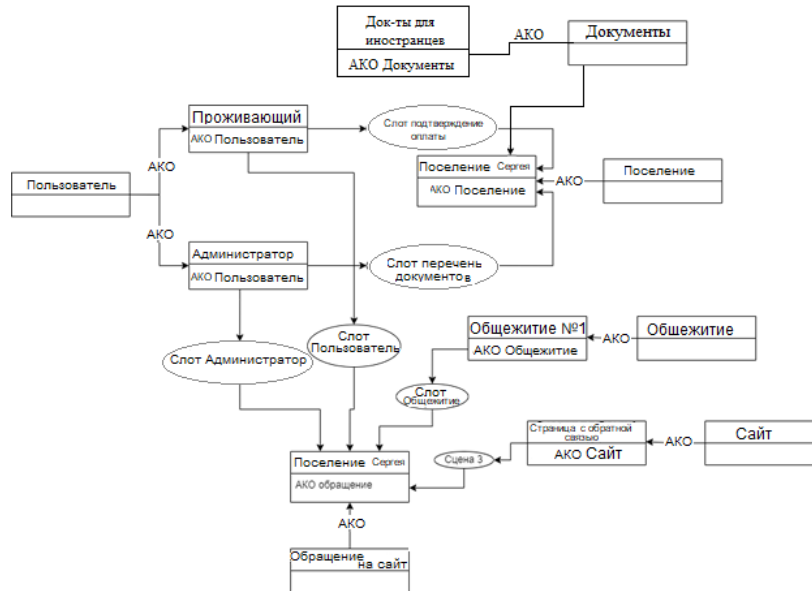 Док-ты для
иностранцев
АКО Документы
АКО
Документы
Проживающий
АКО Пользователь
Слот подтверждение
оплаты
Поселение Сергея
АКО Поселение
АКО
Поселение
АКО
Пользователь
АКО
Администратор
АКО Пользователь
Слот перечень
документов
Общежитие №1
АКО Общежитие
АКО
Общежитие
Слот
Пользователь
Слот Администратор
Слот
Общежитие
Страница с обратной
связью
АКО Сайт
АКО
Сайт
Поселение Сергея
АКО обращение
Сцена 3
АКО
Обращение
на сайт